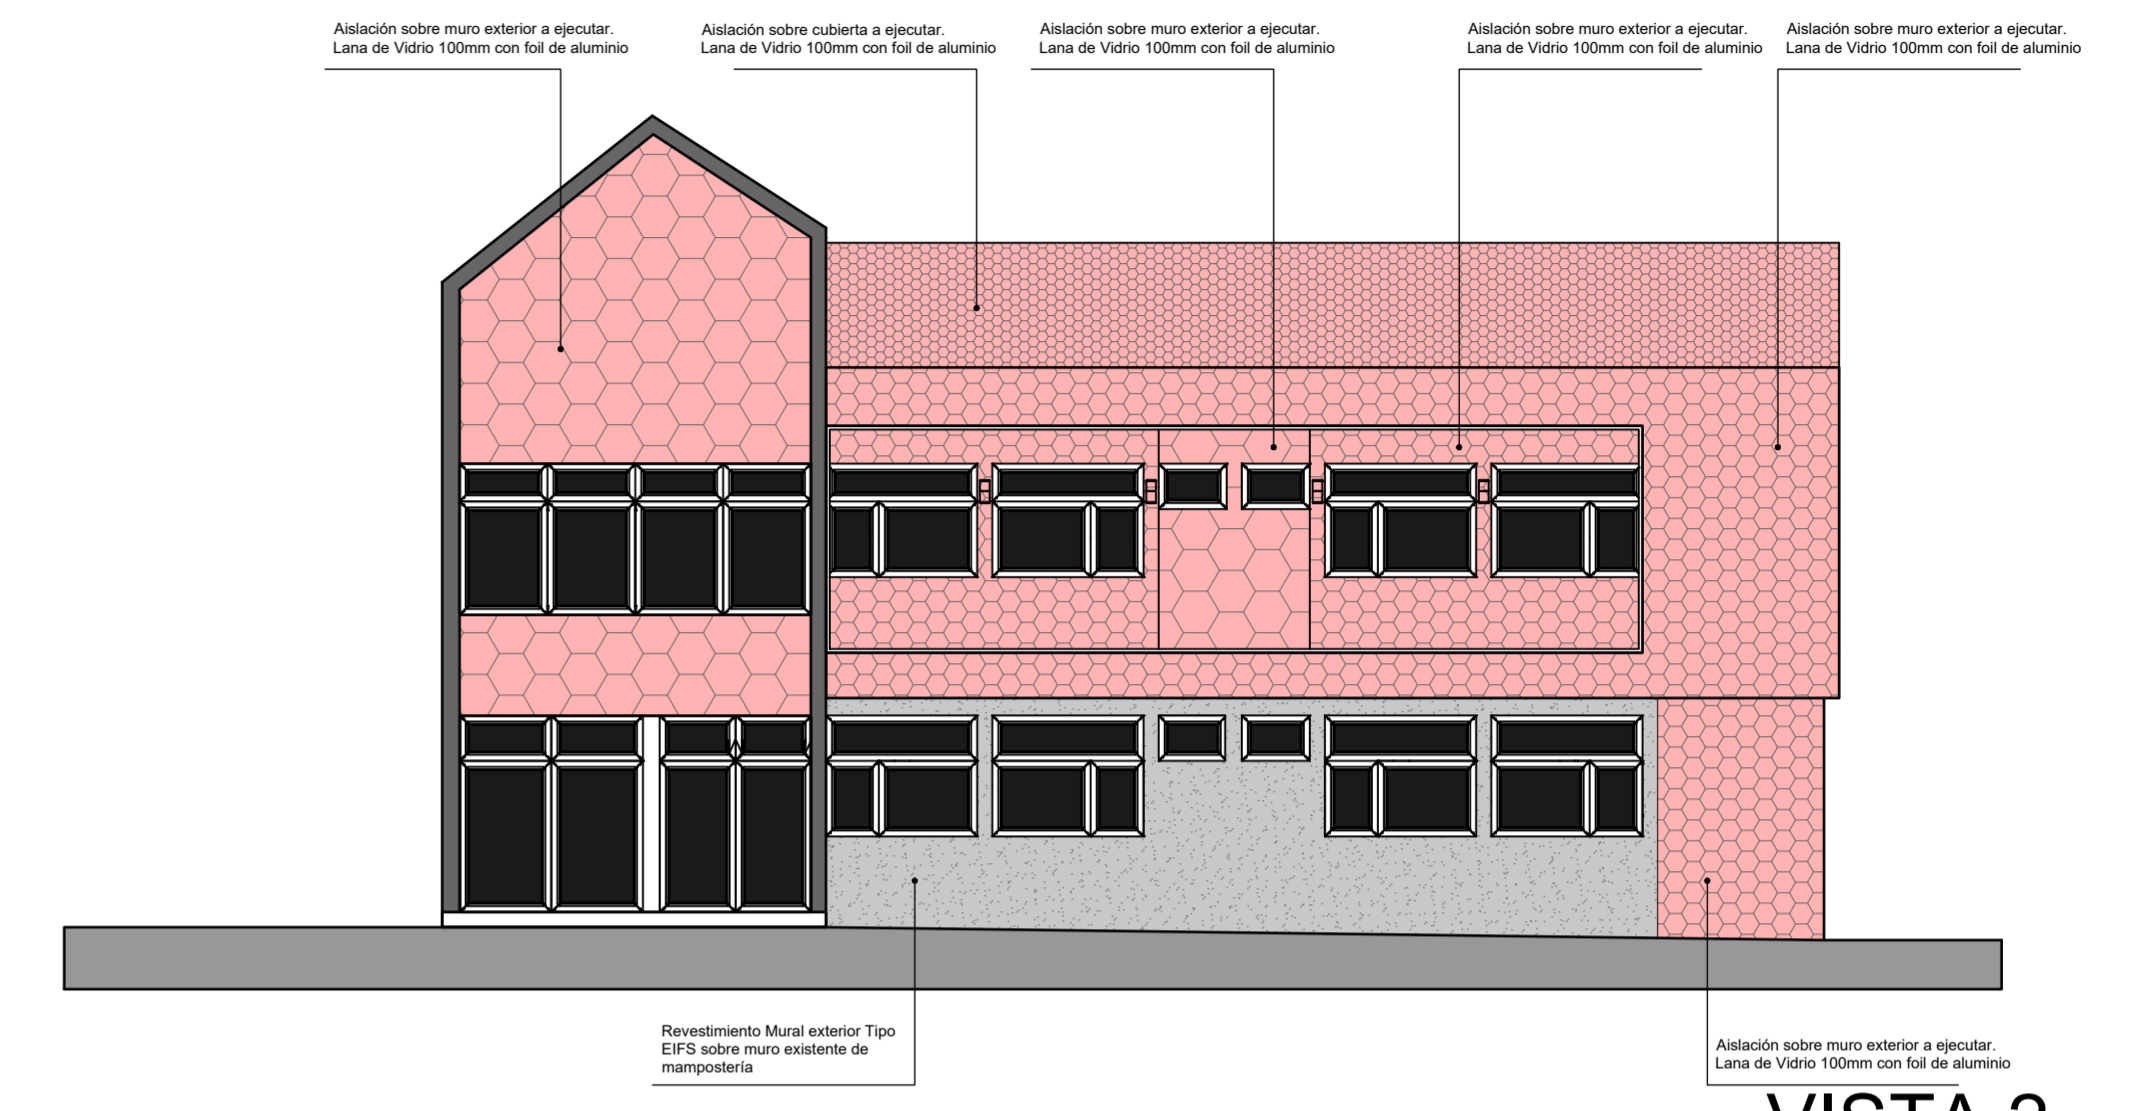 Aislación sobre muro exterior a ejecutar.
Lana de Vidrio 100mm con foil de aluminio
Aislación sobre cubierta a ejecutar.
Lana de Vidrio 100mm con foil de aluminio
Aislación sobre muro exterior a ejecutar.
Lana de Vidrio 100mm con foil de aluminio
Aislación sobre muro exterior a ejecutar.
Lana de Vidrio 100mm con foil de aluminio
Aislación sobre muro exterior a ejecutar.
Lana de Vidrio 100mm con foil de aluminio
Revestimiento Mural exterior Tipo
EIFS sobre muro existente de
mampostería
Aislación sobre muro exterior a ejecutar.
Lana de Vidrio 100mm con foil de aluminio
VISTA